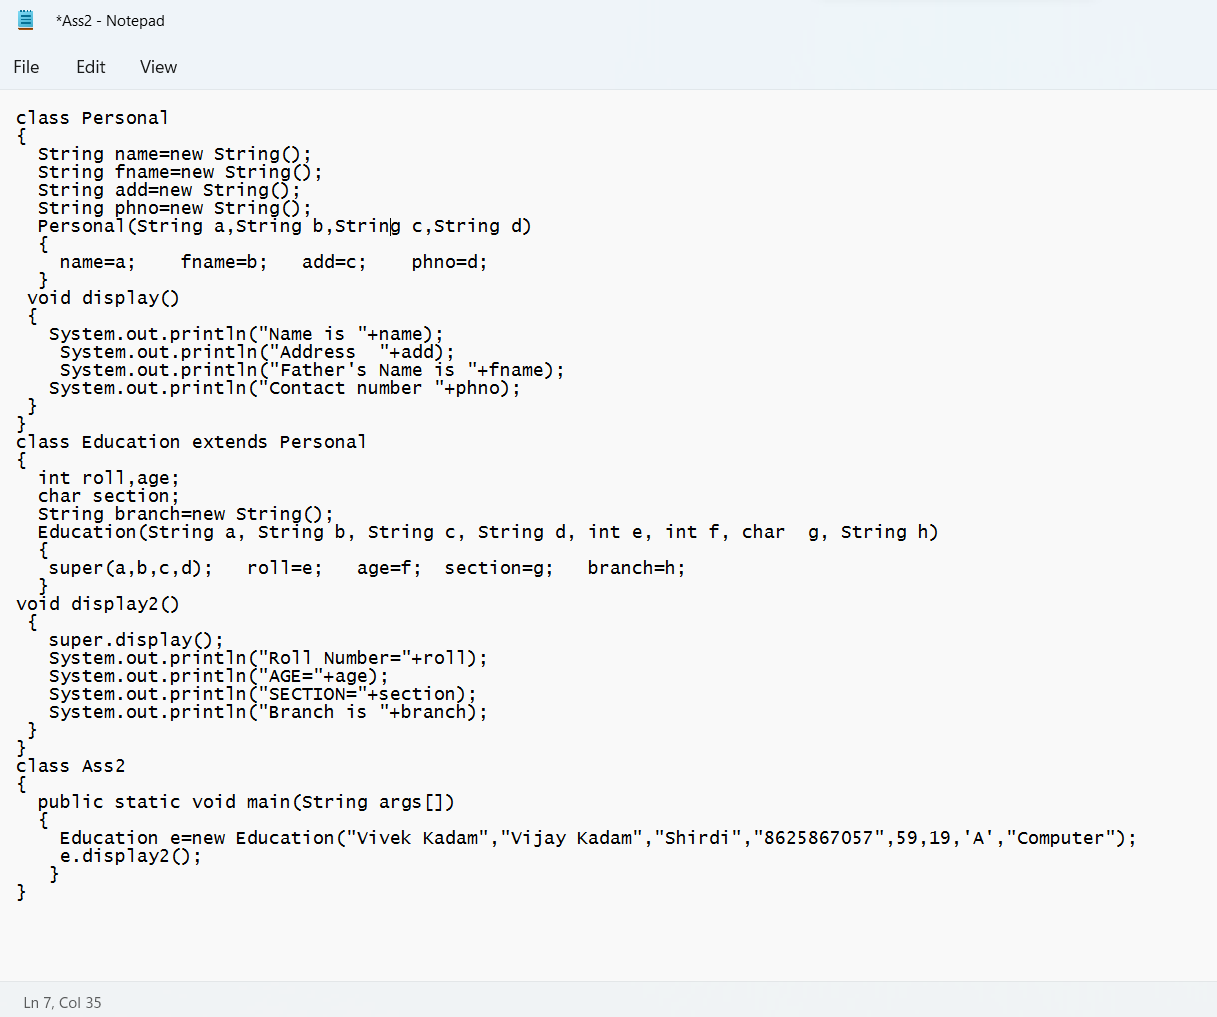 *Ass2 - Notepad
File Edit View
class Personal
{
  String name=new String();
  String fname=new String();
  String add=new String();
  String phno=new String();
  Personal(String a,String b,String c,String d)
  {
    name=a;    fname=b;   add=c;    phno=d;
  }
 void display()
 {
   System.out.println("Name is "+name);
    System.out.println("Address  "+add);
    System.out.println("Father's Name is "+fname);
   System.out.println("Contact number "+phno);
 }
}
class Education extends Personal
{
  int roll,age;
  char section;
  String branch=new String();
  Education(String a, String b, String c, String d, int e, int f, char  g, String h)
  {
   super(a,b,c,d);   roll=e;   age=f;  section=g;   branch=h;
  }
void display2()
 {
   super.display();
   System.out.println("Roll Number="+roll);
   System.out.println("AGE="+age);
   System.out.println("SECTION="+section);
   System.out.println("Branch is "+branch);
 }
}
class Ass2
{
  public static void main(String args[])
  {
    Education e=new Education("Vivek Kadam","Vijay Kadam","Shirdi","8625867057",59,19,'A',"Computer");
    e.display2();
   }
}
Ln 7, Col 35